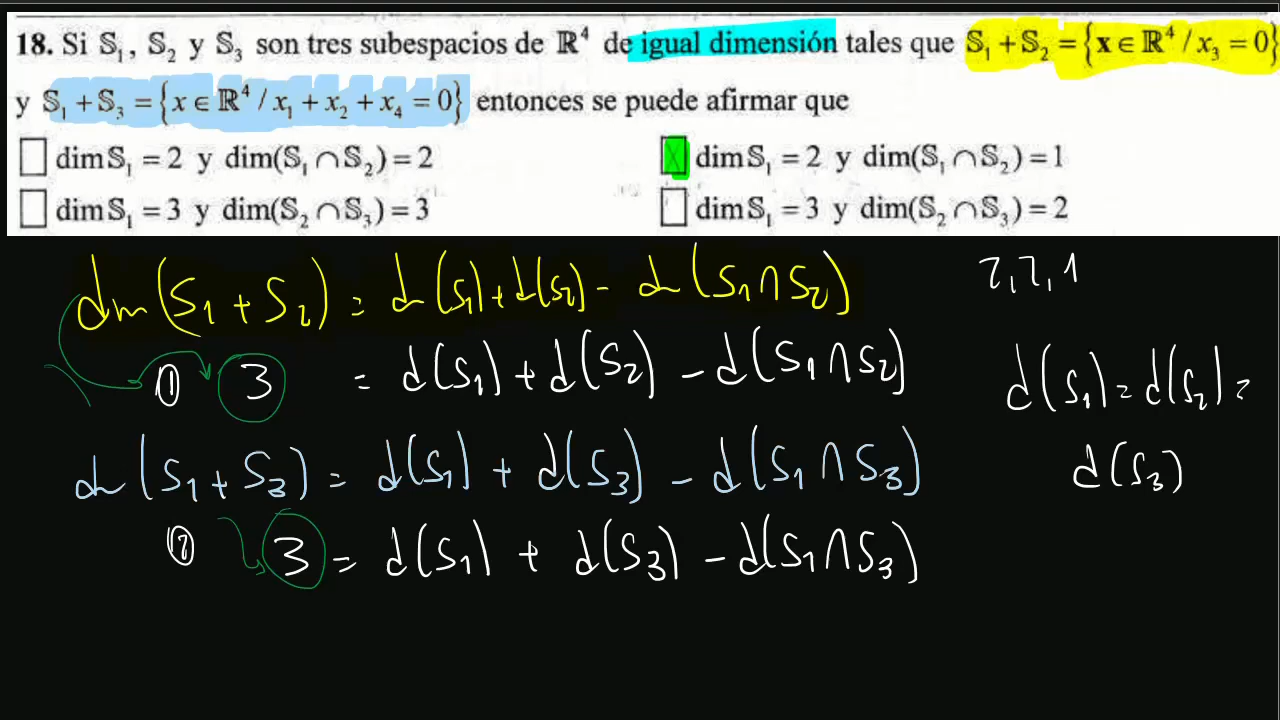 18. Si S₁, S₂ y S₃ son tres subespacios de ℝ⁴ de igual dimensión tales que S₁ + S₂ = {x ∈ ℝ⁴ / x₃ = 0}
y S₁ + S₃ = {x ∈ ℝ⁴ / x₁ + x₂ + x₄ = 0} entonces se puede afirmar que
□ dim S₁ = 2 y dim(S₁ ∩ S₂) = 2
☒ dim S₁ = 2 y dim(S₁ ∩ S₂) = 1
□ dim S₁ = 3 y dim(S₂ ∩ S₃) = 3
□ dim S₁ = 3 y dim(S₂ ∩ S₃) = 2
dm(S₁ + S₂) = d(S₁) + d(S₂) - d(S₁ ∩ S₂)
2, 2, 1
① 3 = d(S₁) + d(S₂) - d(S₁ ∩ S₂)
d(S₁) = d(S₂) =
d(S₃)
d(S₁ + S₃) = d(S₁) + d(S₃) - d(S₁ ∩ S₃)
② 3 = d(S₁) + d(S₃) - d(S₁ ∩ S₃)